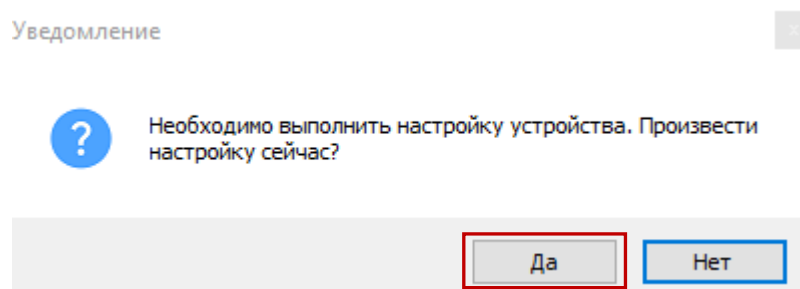 Уведомление
Необходимо выполнить настройку устройства. Произвести
настройку сейчас?
Да
Нет